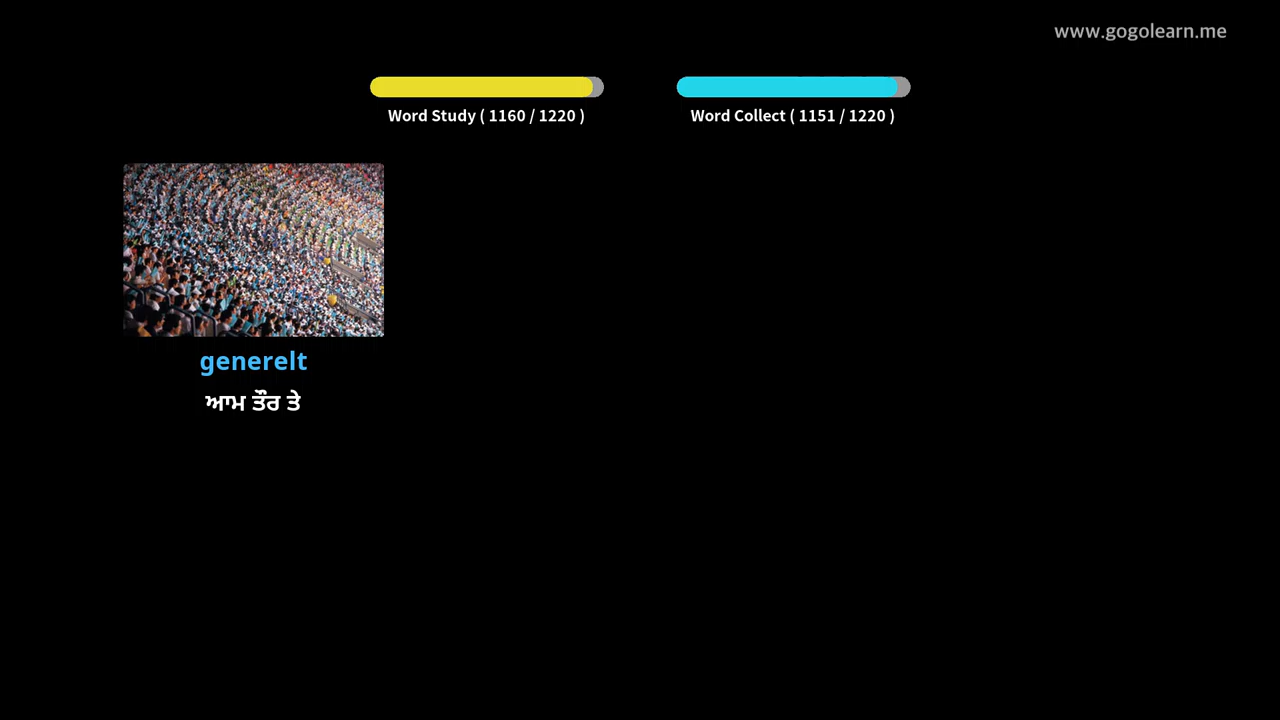 www.gogolearn.me
Word Study ( 1160 / 1220 )
Word Collect ( 1151 / 1220 )
generelt
ਆਮ ਤੌਰ ਤੇ